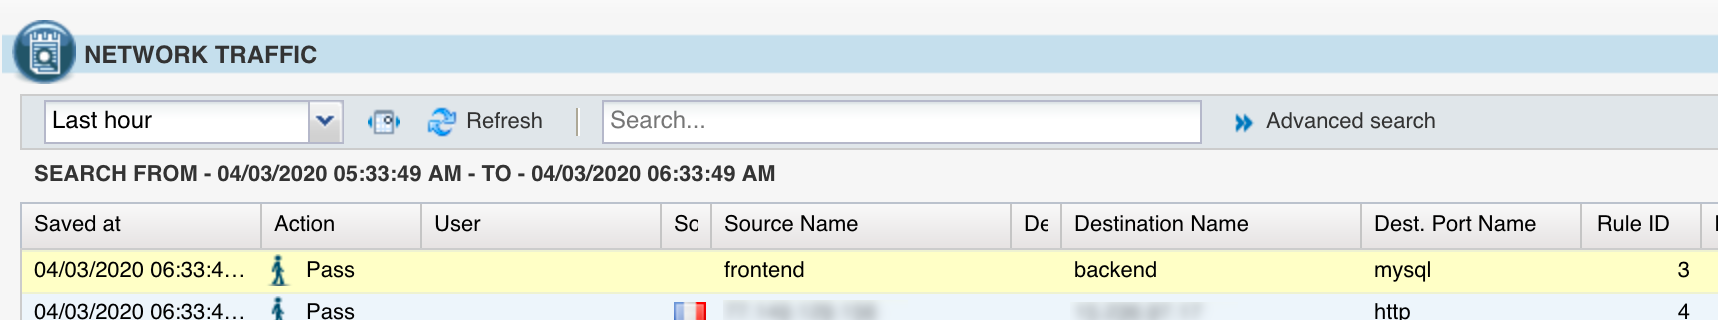 NETWORK TRAFFIC
Last hour Refresh Search... Advanced search
SEARCH FROM - 04/03/2020 05:33:49 AM - TO - 04/03/2020 06:33:49 AM
Saved at Action User Sc Source Name De Destination Name Dest. Port Name Rule ID
04/03/2020 06:33:4... Pass frontend backend mysql 3
04/03/2020 06:33:4... Pass http 4